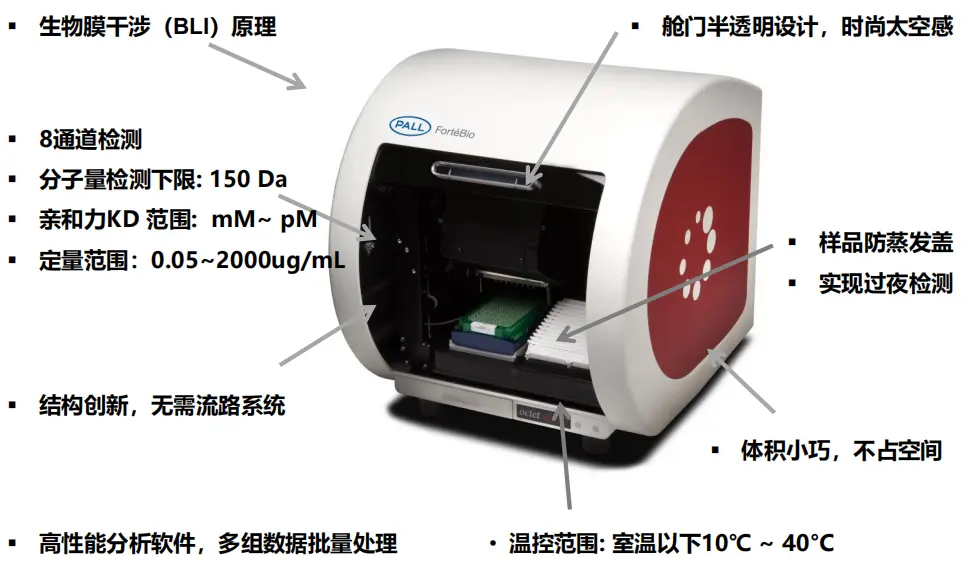 ▪ 生物膜干涉（BLI）原理
▪ 舱门半透明设计，时尚太空感
PALL FortéBio
▪ 8通道检测
▪ 分子量检测下限: 150 Da
▪ 亲和力KD 范围: mM~ pM
▪ 定量范围：0.05~2000ug/mL
▪ 样品防蒸发盖
▪ 实现过夜检测
▪ 结构创新，无需流路系统
octet
▪ 体积小巧，不占空间
▪ 高性能分析软件，多组数据批量处理
• 温控范围: 室温以下10℃ ~ 40℃